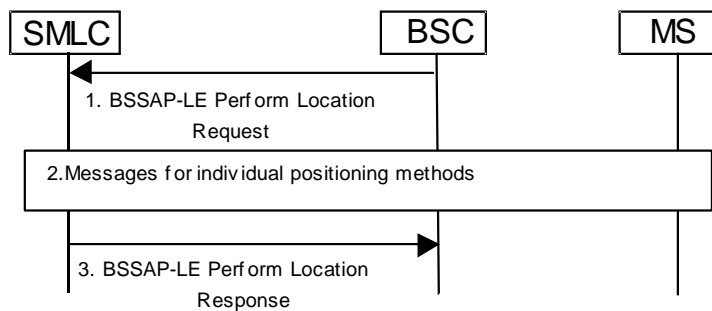 SMLC BSC MS
1. BSSAP-LE Perform Location
Request
2.Messages for individual positioning methods
3. BSSAP-LE Perform Location
Response